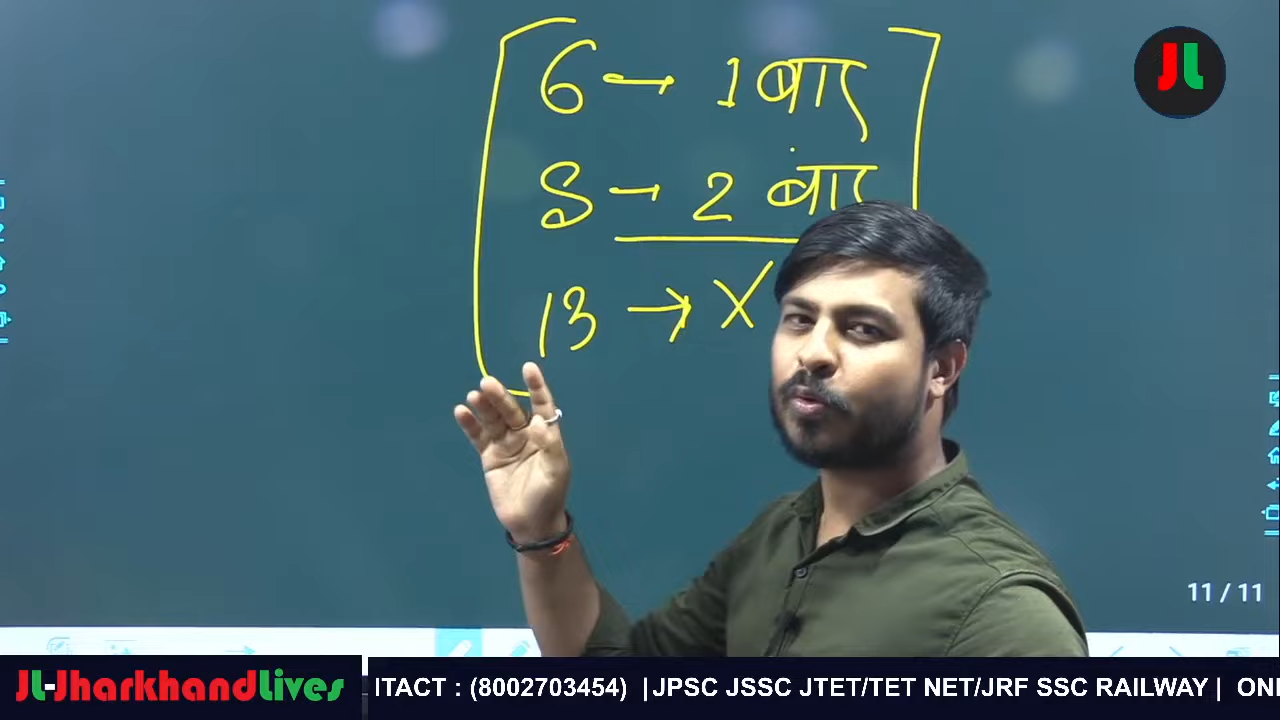 6 → 1 बार
8 → 2 बार
13 → X
JL
11 / 11
JL-JharkhandLives
ITACT : (8002703454) |JPSC JSSC JTET/TET NET/JRF SSC RAILWAY | ONI